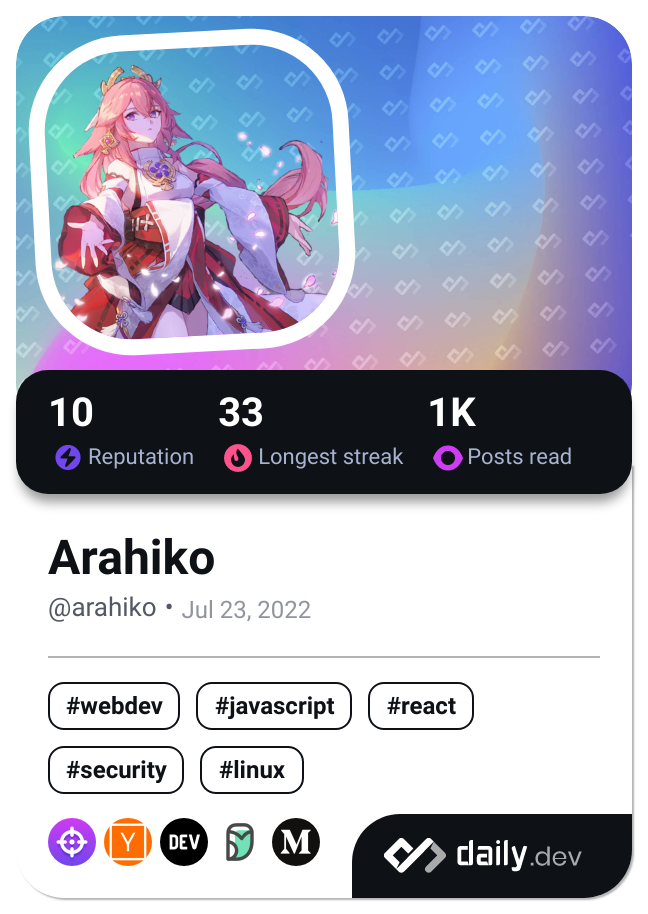 10 33 1K
Reputation Longest streak Posts read
Arahiko
@arahiko • Jul 23, 2022
#webdev #javascript #react
#security #linux
Y DEV M
daily.dev